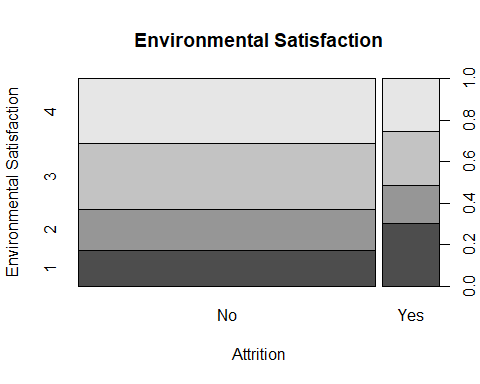 Environmental Satisfaction
Environmental Satisfaction
4
3
2
1
1.0
0.8
0.6
0.4
0.2
0.0
No
Yes
Attrition